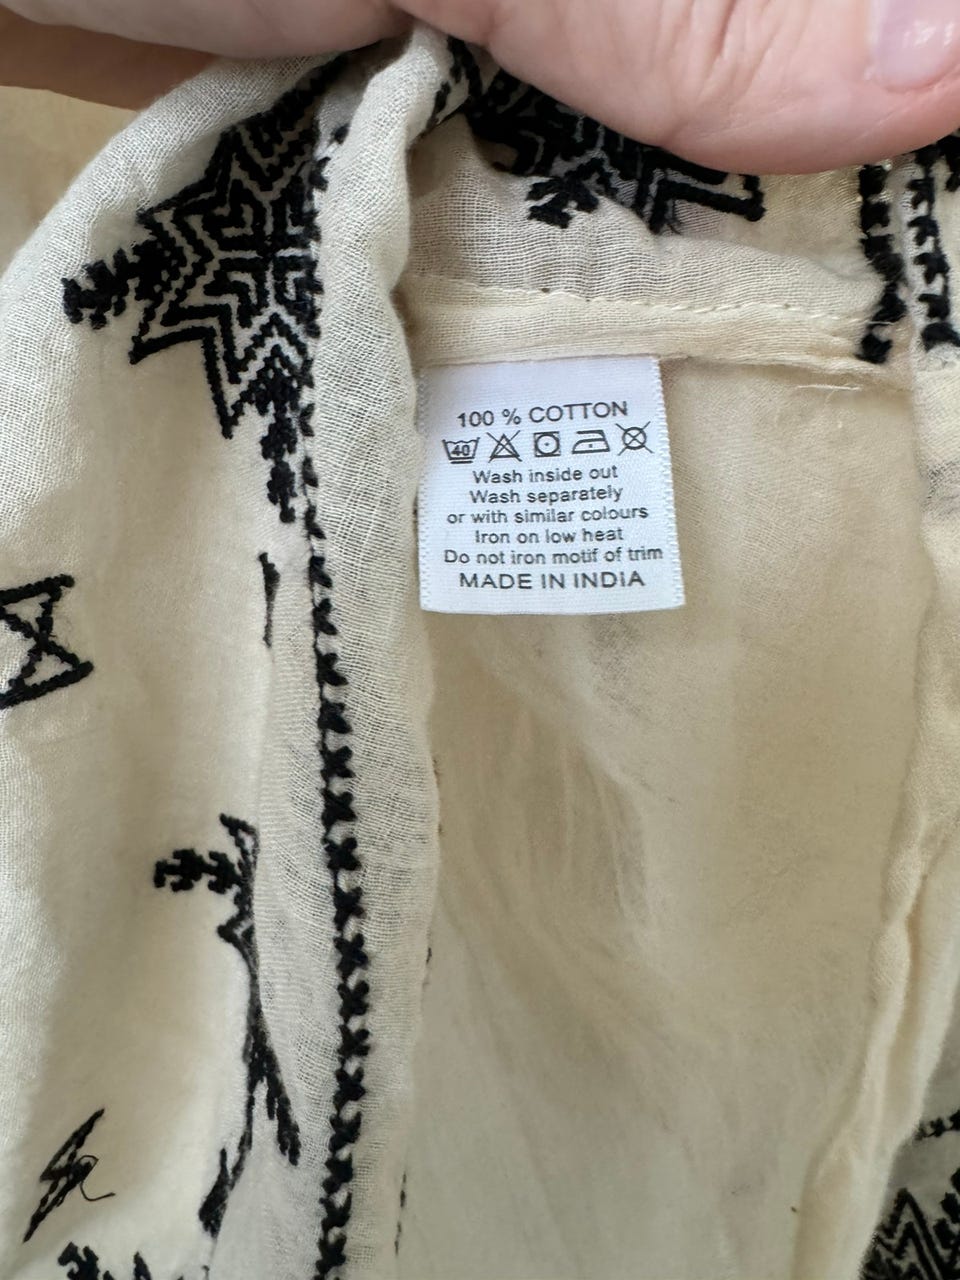 100 % COTTON
40
Wash inside out
Wash separately
or with similar colours
Iron on low heat
Do not iron motif of trim
MADE IN INDIA